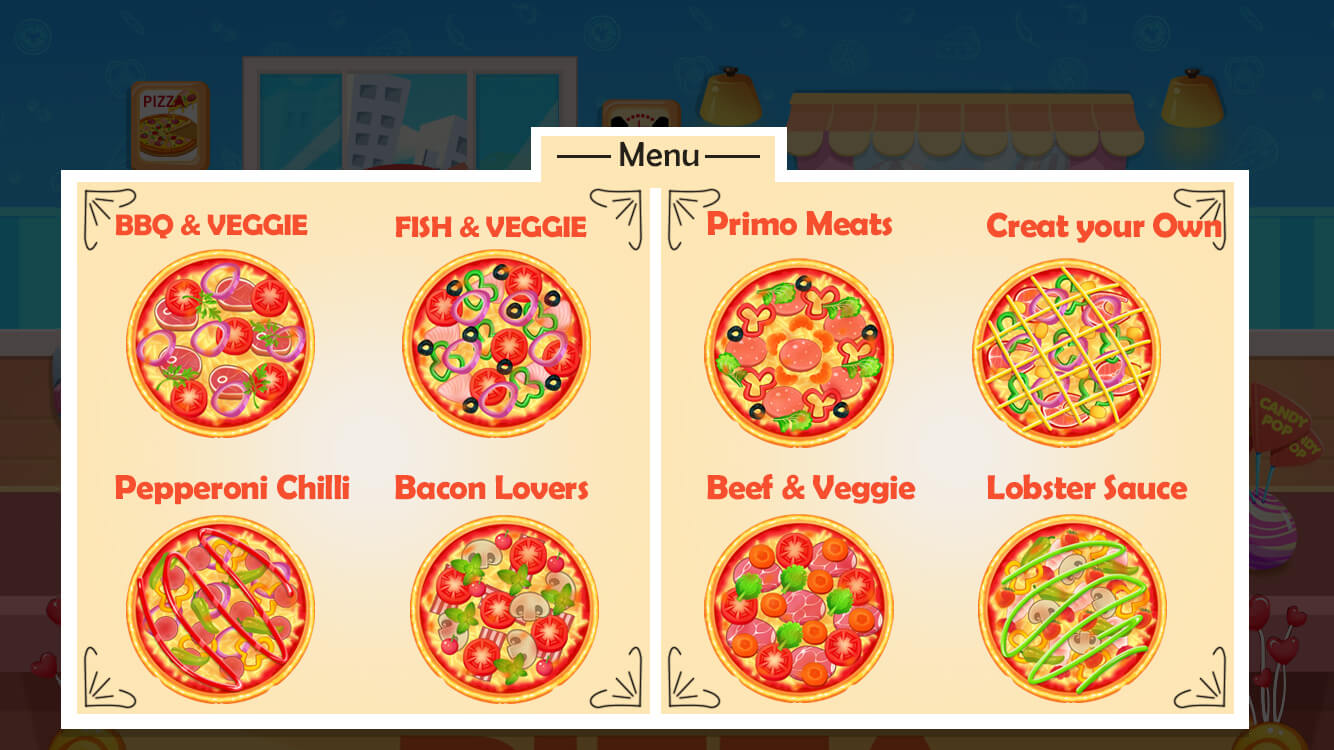 PIZZA
Menu
BBQ & VEGGIE
FISH & VEGGIE
Primo Meats
Creat your Own
Pepperoni Chilli
Bacon Lovers
Beef & Veggie
Lobster Sauce
CANDY
POP